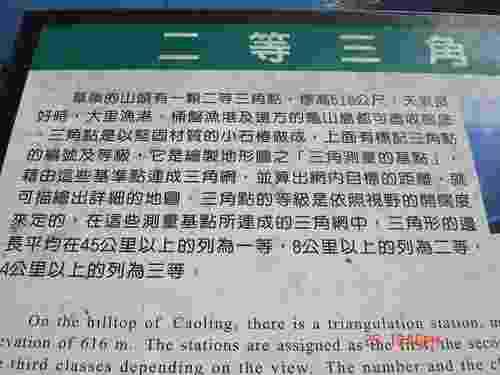 二等三角
草嶺的山頭有一顆二等三角點，標高616公尺，天氣良
好時，大里漁港、桶盤漁港及遠方的龜山島都可盡收眼底
。三角點是以堅固材質的小石樁做成，上面有標記三角點
的編號及等級，它是繪製地形圖之「三角測量的基點」，
藉由這些基準點連成三角網，並算出網內目標的距離，就
可描繪出詳細的地圖。三角點的等級是依照視野的開闊度
來定的，在這些測量基點所連成的三角網中，三角形的邊
長平均在45公里以上的列為一等，8公里以上的列為二等，
4公里以上的列為三等。
On the hilltop of Caoling, there is a triangulation station,
evation of 616 m. The stations are assigned as the first, the seco
third classes depending on the view. The number and the c